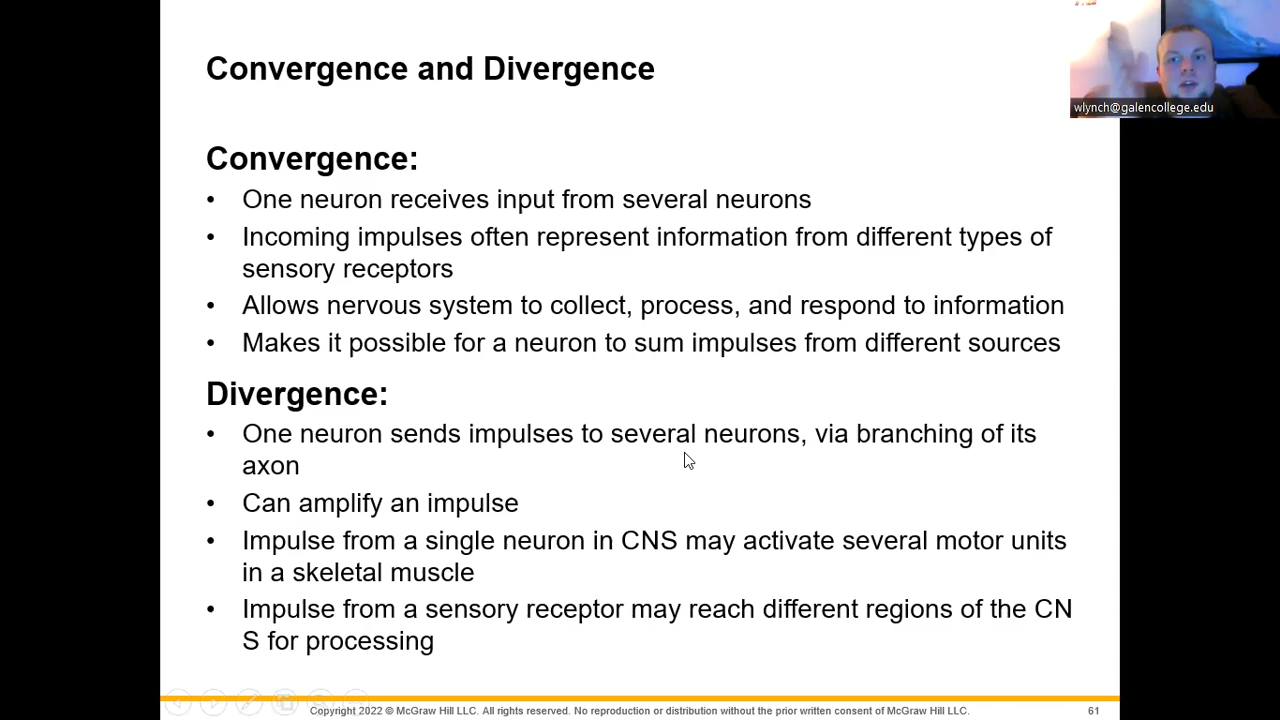 Convergence and Divergence
wlynch@galencollege.edu
Convergence:
• One neuron receives input from several neurons
• Incoming impulses often represent information from different types of
sensory receptors
• Allows nervous system to collect, process, and respond to information
• Makes it possible for a neuron to sum impulses from different sources
Divergence:
• One neuron sends impulses to several neurons, via branching of its
axon
• Can amplify an impulse
• Impulse from a single neuron in CNS may activate several motor units
in a skeletal muscle
• Impulse from a sensory receptor may reach different regions of the CN
S for processing
Copyright 2022 © McGraw Hill LLC. All rights reserved. No reproduction or distribution without the prior written consent of McGraw Hill LLC.
61